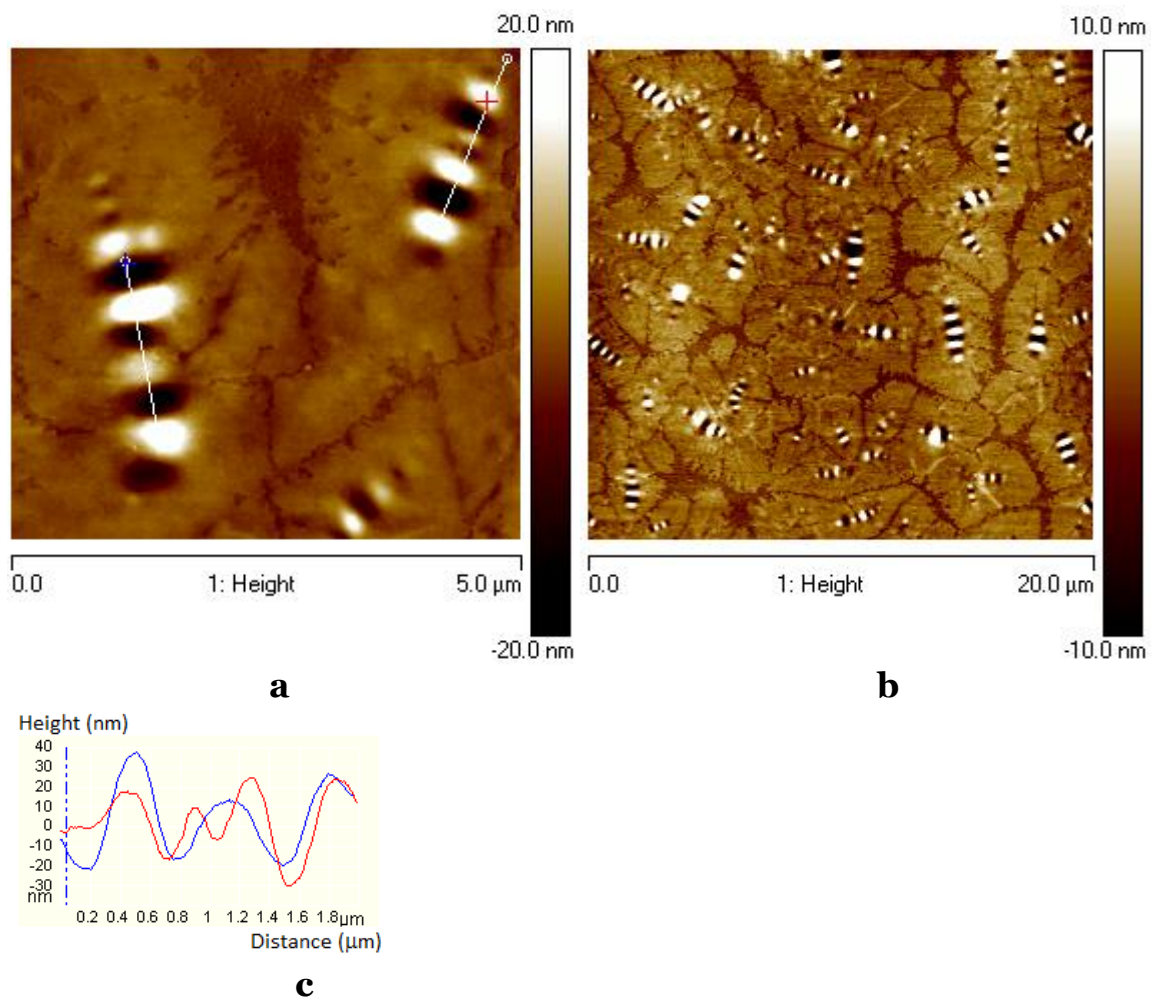 20.0 nm
10.0 nm
0.0 1: Height 5.0 µm
0.0 1: Height 20.0 µm
-20.0 nm
-10.0 nm
a
b
Height (nm)
40
30
20
10
0
-10
-20
-30
nm
0.2 0.4 0.6 0.8 1 1.2 1.4 1.6 1.8 µm
Distance (µm)
c